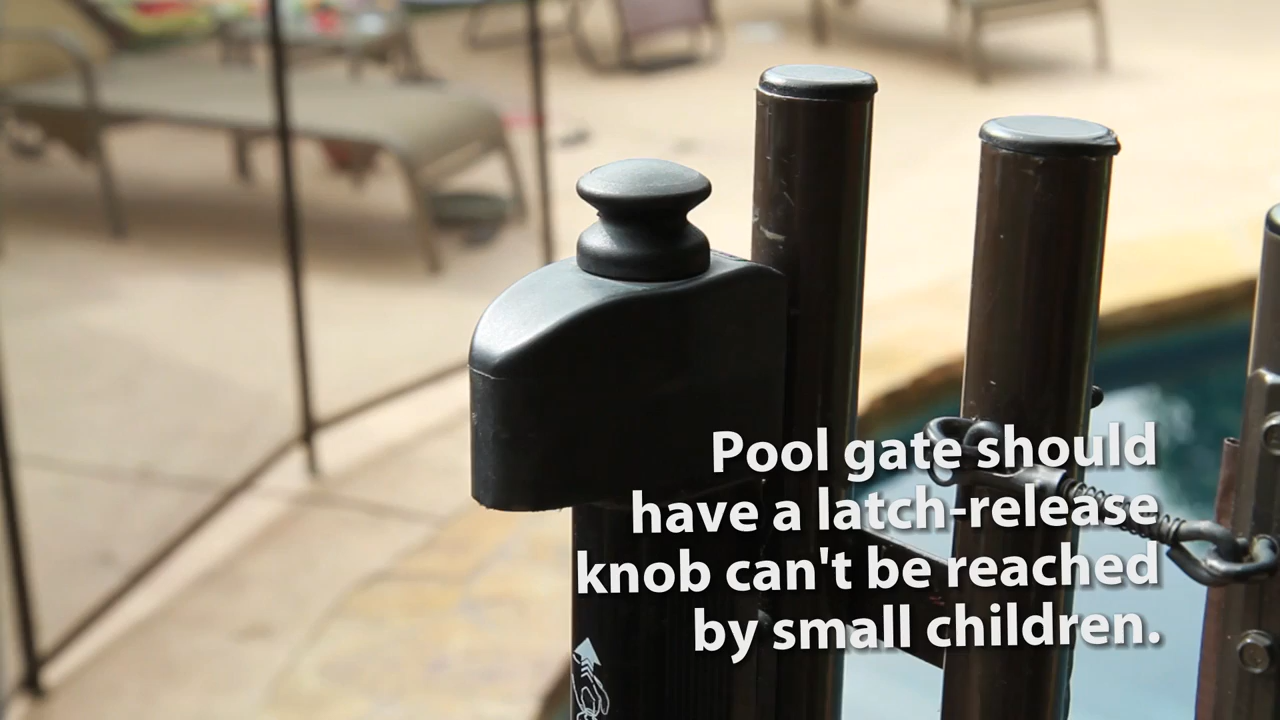 Pool gate should
have a latch-release
knob can't be reached
by small children.